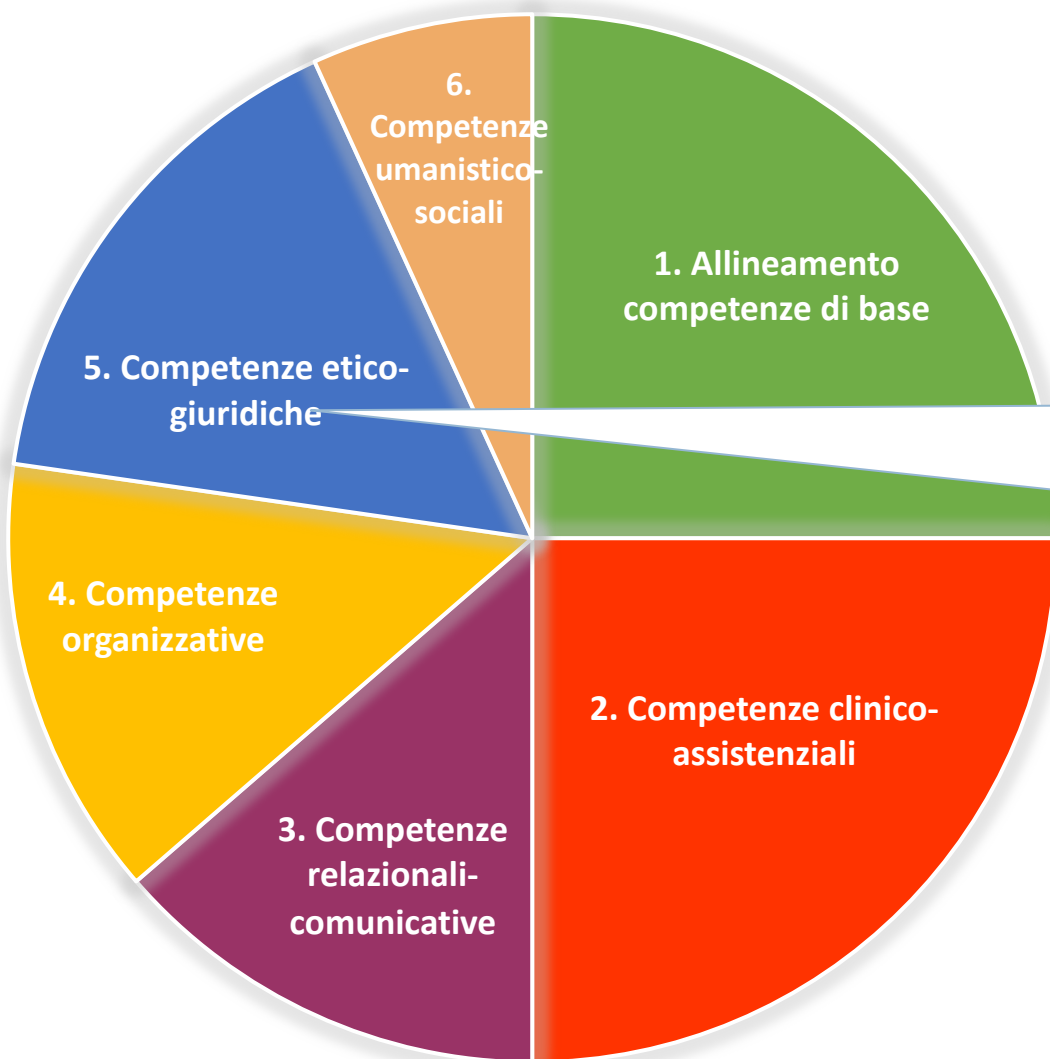 6.
Competenze
umanistico-
sociali
1. Allineamento
competenze di base
5. Competenze etico-
giuridiche
4. Competenze
organizzative
2. Competenze clinico-
assistenziali
3. Competenze
relazionali-
comunicative